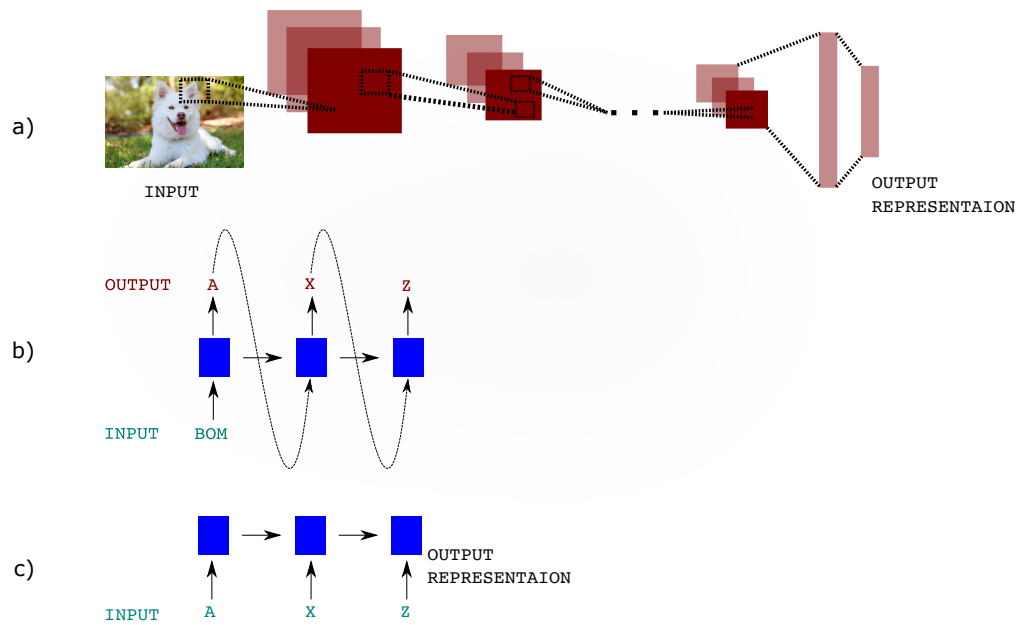 a)
INPUT
OUTPUT
REPRESENTAION
OUTPUT A X Z
b)
INPUT BOM
OUTPUT
REPRESENTAION
c)
INPUT A X Z